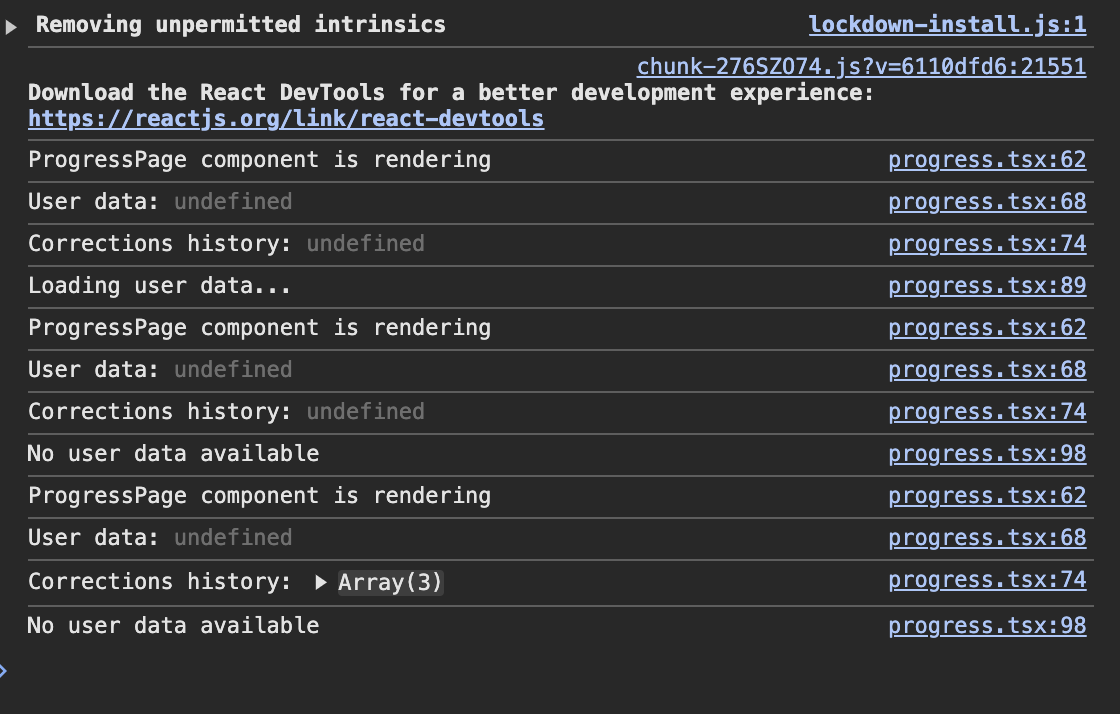 ▶ Removing unpermitted intrinsics lockdown-install.js:1
chunk-276SZO74.js?v=6110dfd6:21551
Download the React DevTools for a better development experience:
https://reactjs.org/link/react-devtools
ProgressPage component is rendering progress.tsx:62
User data: undefined progress.tsx:68
Corrections history: undefined progress.tsx:74
Loading user data... progress.tsx:89
ProgressPage component is rendering progress.tsx:62
User data: undefined progress.tsx:68
Corrections history: undefined progress.tsx:74
No user data available progress.tsx:98
ProgressPage component is rendering progress.tsx:62
User data: undefined progress.tsx:68
Corrections history: ▶ Array(3) progress.tsx:74
No user data available progress.tsx:98